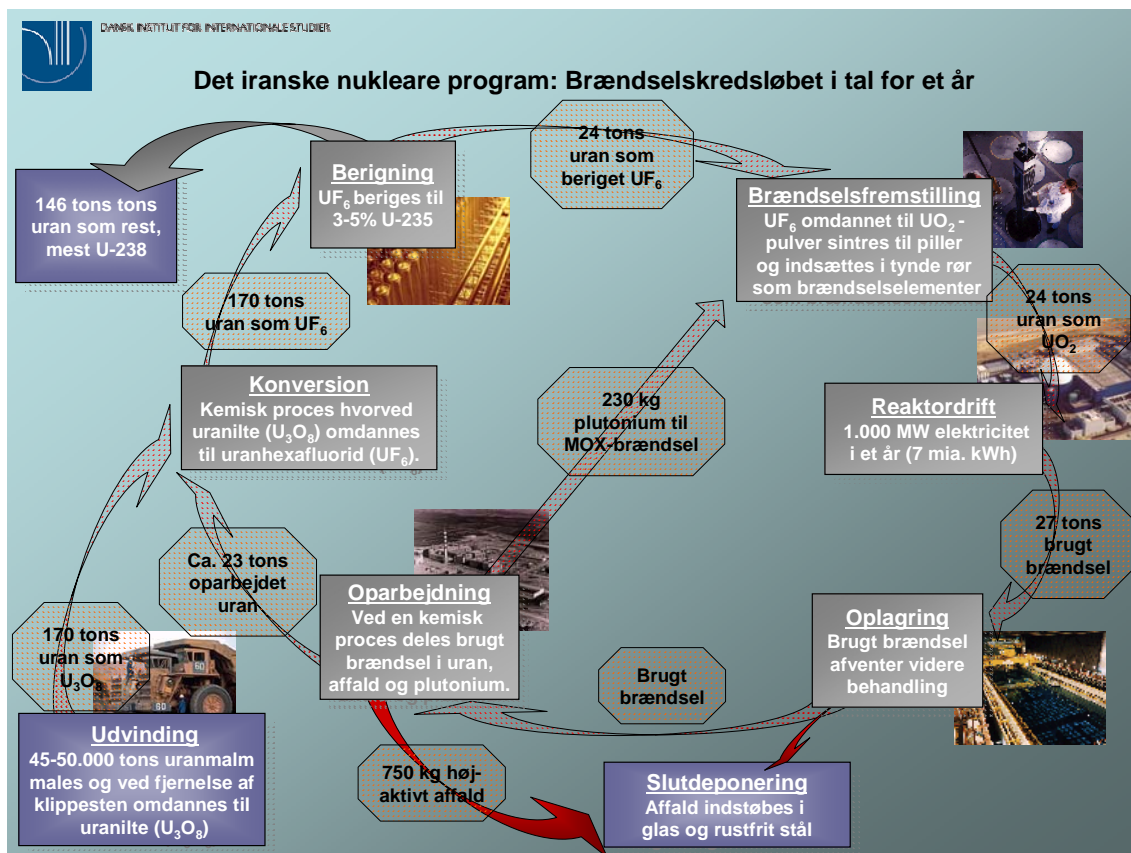 DANSK INSTITUT FOR INTERNATIONALE STUDIER
Det iranske nukleare program: Brændselskredsløbet i tal for et år
146 tons tons
uran som rest,
mest U-238
Berigning
UF₆ beriges til
3-5% U-235
24 tons
uran som
beriget UF₆
Brændselsfremstilling
UF₆ omdannet til UO₂-
pulver sintres til piller
og indsættes i tynde rør
som brændselselementer
170 tons
uran som UF₆
24 tons
uran som
UO₂
Konversion
Kemisk proces hvorved
uranilte (U₃O₈) omdannes
til uranhexafluorid (UF₆).
230 kg
plutonium til
MOX-brændsel
Reaktordrift
1.000 MW elektricitet
i et år (7 mia. kWh)
27 tons
brugt
brændsel
Ca. 23 tons
oparbejdet
uran
Oparbejdning
Ved en kemisk
proces deles brugt
brændsel i uran,
affald og plutonium.
Oplagring
Brugt brændsel
afventer videre
behandling
170 tons
uran som
U₃O₈
60
60
Brugt
brændsel
Udvinding
45-50.000 tons uranmalm
males og ved fjernelse af
klippesten omdannes til
uranilte (U₃O₈)
750 kg høj-
aktivt affald
Slutdeponering
Affald indstøbes i
glas og rustfrit stål